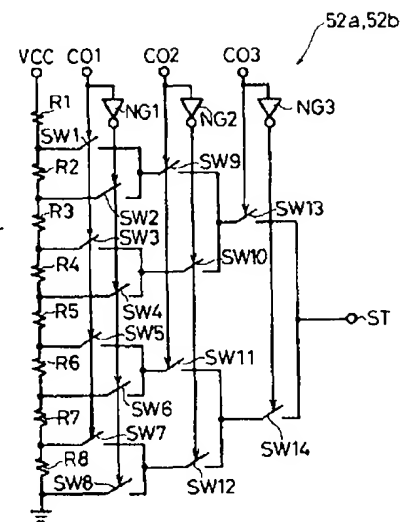 52a, 52b
VCC CO1 CO2 CO3
R1
NG1
NG2
NG3
SW1
R2
SW9
SW2
R3
SW13
SW3
R4
SW10
SW4
R5
ST
SW5
R6
SW11
SW6
R7
SW7
SW14
R8
SW12
SW8